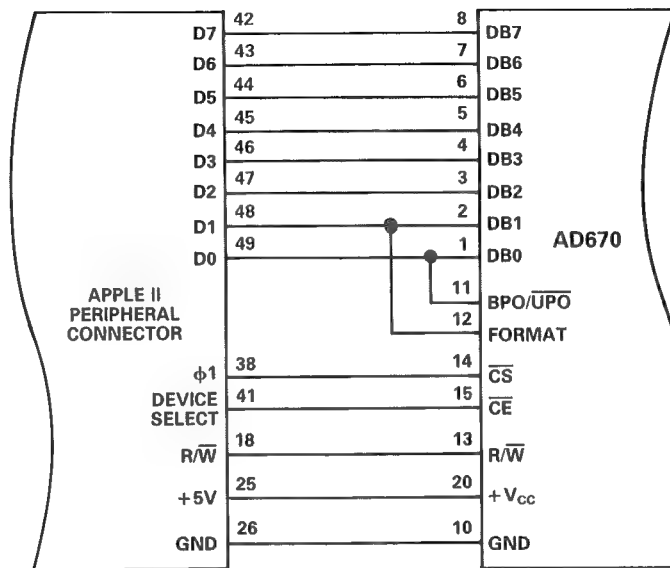 D7 42 8 DB7
D6 43 7 DB6
D5 44 6 DB5
D4 45 5 DB4
D3 46 4 DB3
D2 47 3 DB2
D1 48 2 DB1
D0 49 1 DB0
AD670
11 BPO/U̅P̅O̅
12 FORMAT
APPLE II
PERIPHERAL
CONNECTOR
ϕ1 38 14 C̅S̅
DEVICE
SELECT 41 15 C̅E̅
R/W̅ 18 13 R/W̅
+5V 25 20 +VCC
GND 26 10 GND